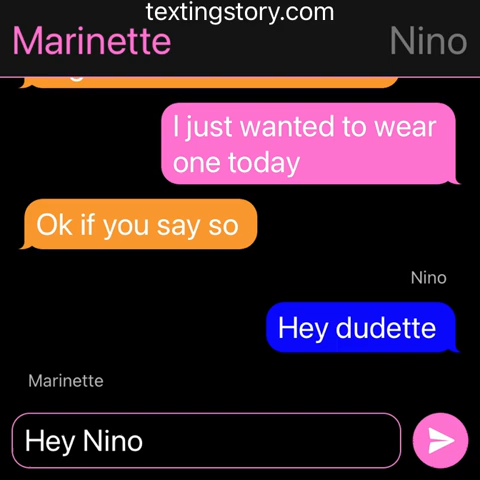 textingstory.com
Marinette
Nino
I just wanted to wear
one today
Ok if you say so
Nino
Hey dudette
Marinette
Hey Nino